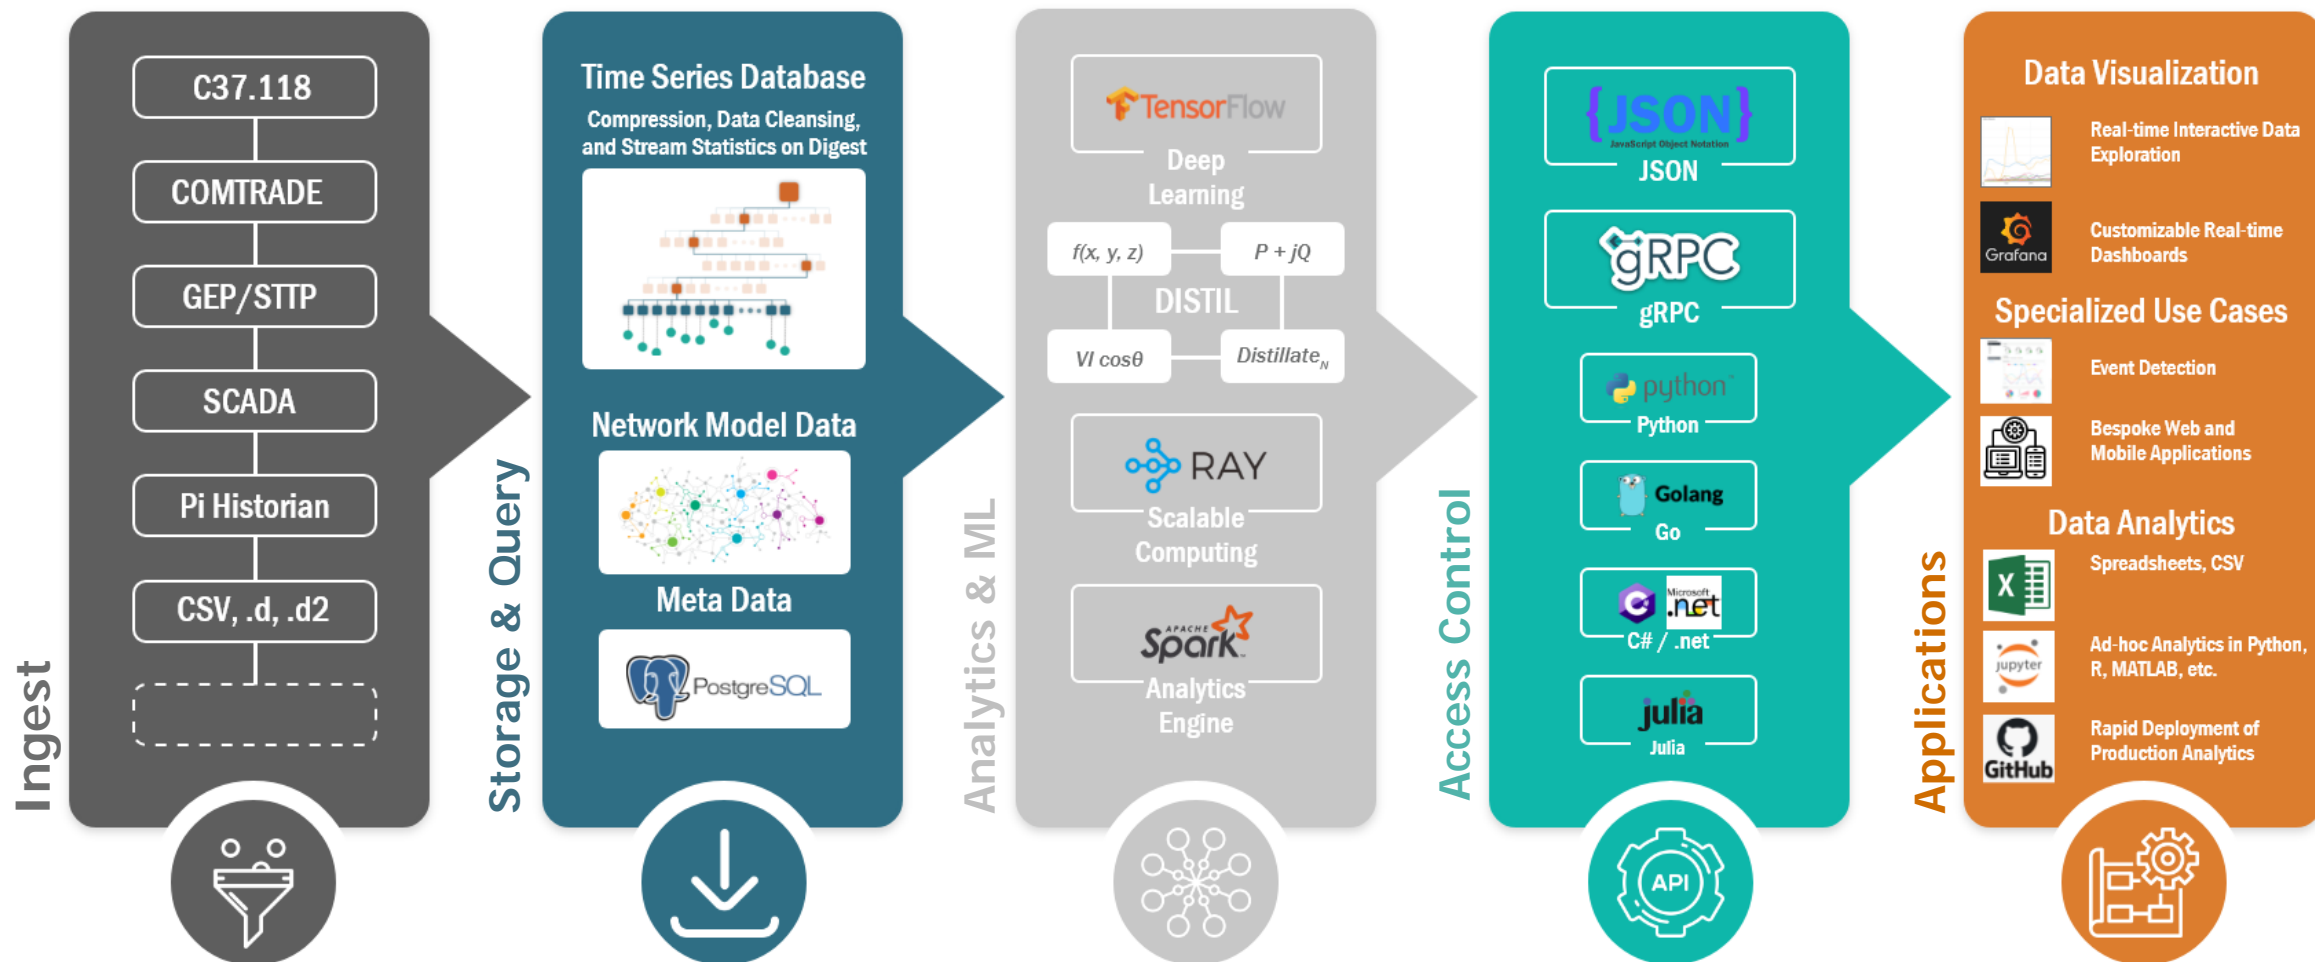 Ingest
C37.118
COMTRADE
GEP/STTP
SCADA
Pi Historian
CSV, .d, .d2
Storage & Query
Time Series Database
Compression, Data Cleansing,
and Stream Statistics on Digest
Network Model Data
Meta Data
PostgreSQL
Analytics & ML
TensorFlow
Deep
Learning
f(x, y, z)
P + jQ
DISTIL
VI cosθ
Distillate N
RAY
Scalable
Computing
APACHE
Spark
Analytics
Engine
Access Control
{JSON}
JavaScript Object Notation
JSON
gRPC
gRPC
python
Python
Golang
Go
C
Microsoft
.net
C# / .net
julia
Julia
API
Applications
Data Visualization
Real-time Interactive Data
Exploration
Grafana
Customizable Real-time
Dashboards
Specialized Use Cases
Event Detection
Bespoke Web and
Mobile Applications
Data Analytics
X
Spreadsheets, CSV
jupyter
Ad-hoc Analytics in Python,
R, MATLAB, etc.
GitHub
Rapid Deployment of
Production Analytics